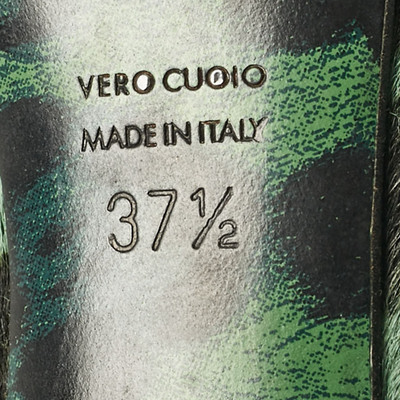 VERO CUOIO
MADE IN ITALY
37½